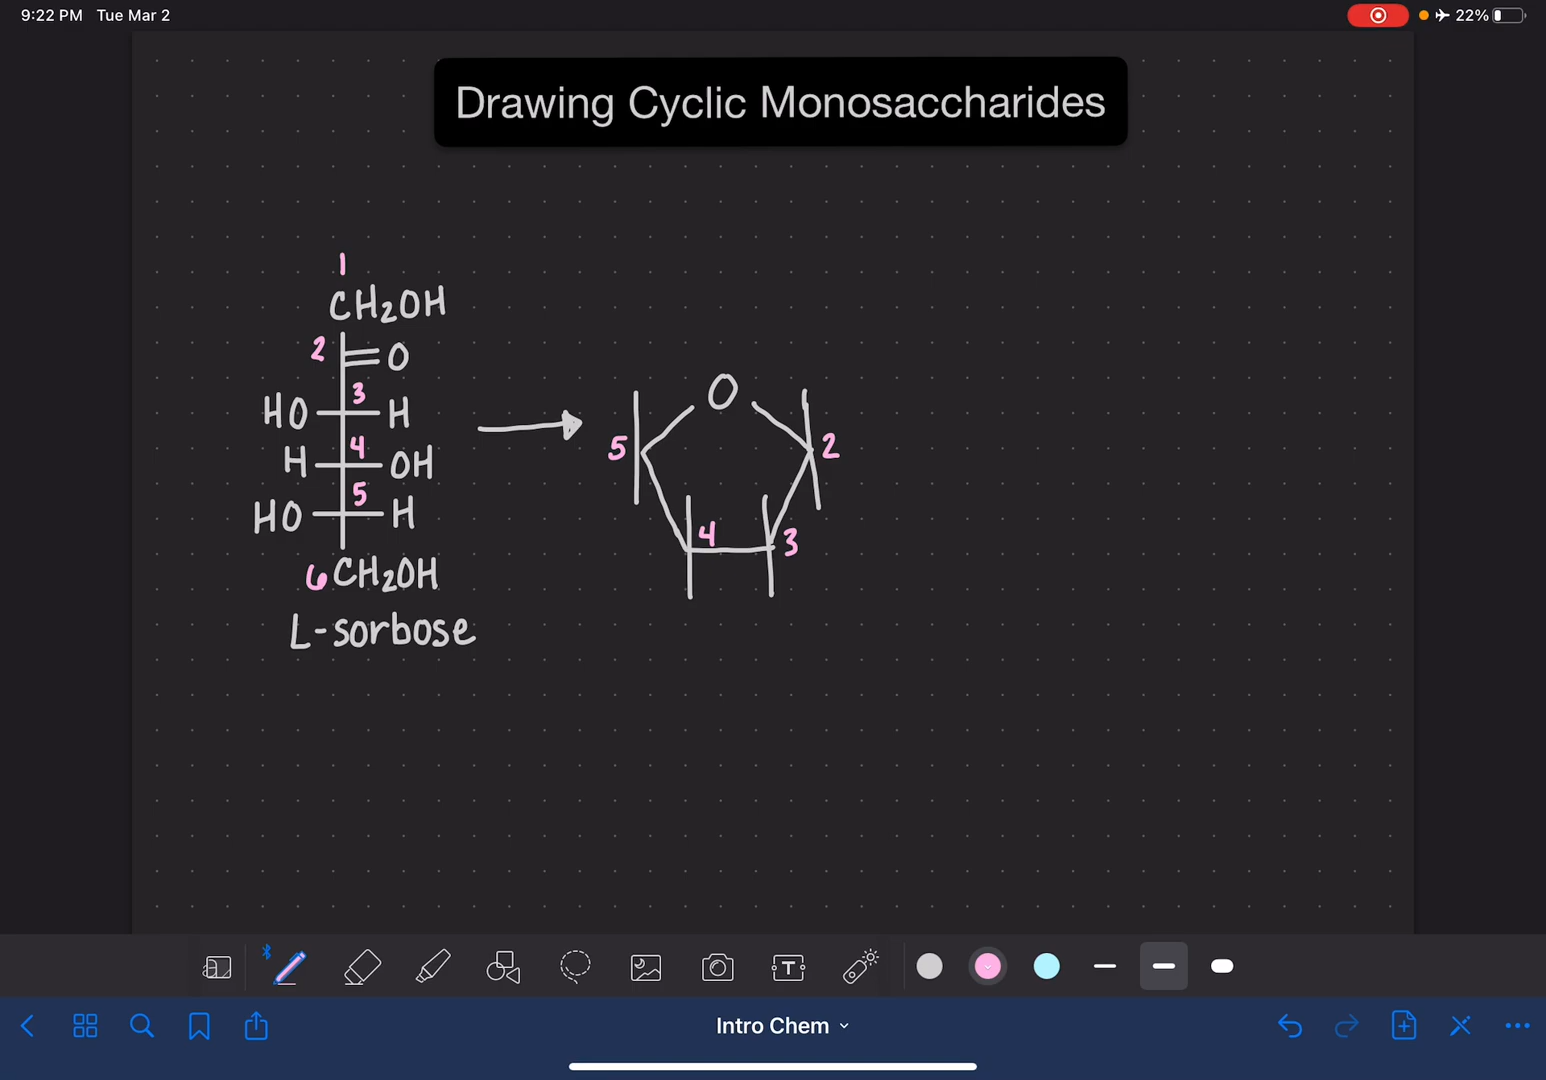 9:22 PM Tue Mar 2
22%
Drawing Cyclic Monosaccharides
1
CH₂OH
2 O
3
HO H
4
H OH
5
HO H
6 CH₂OH
L-sorbose
O
5 2
4 3
T
Intro Chem